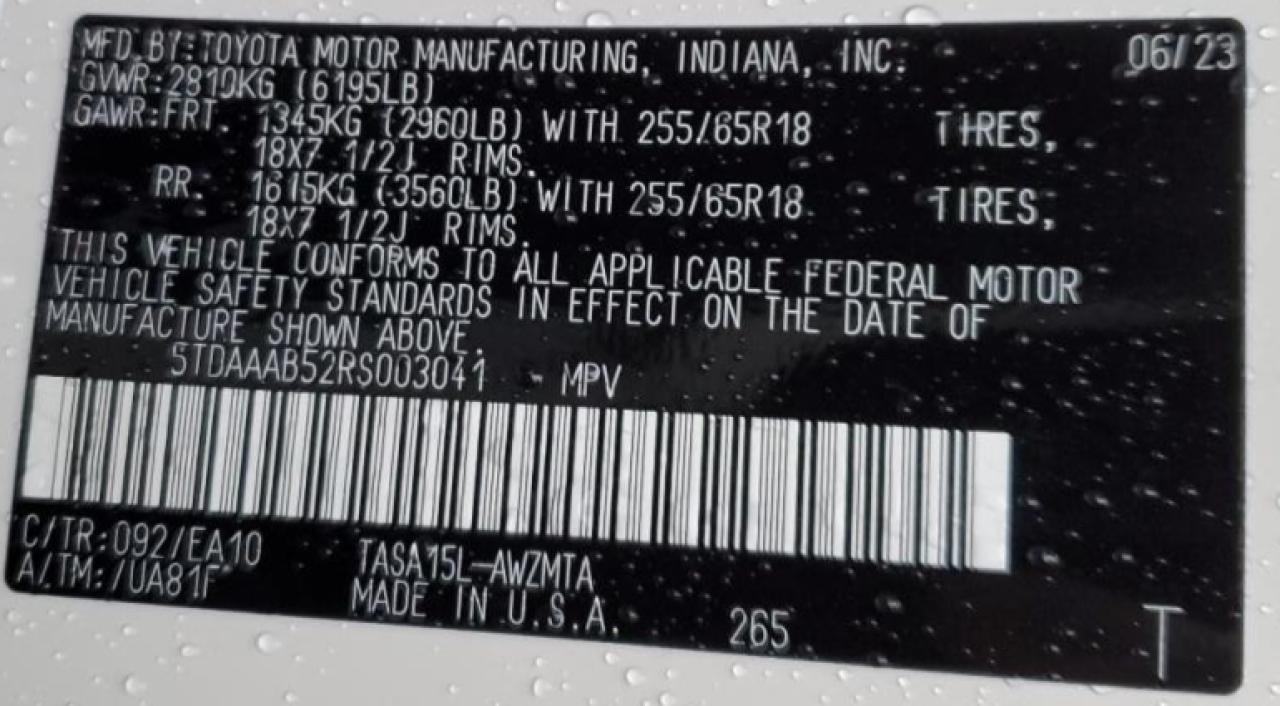 MFD. BY: TOYOTA MOTOR MANUFACTURING, INDIANA, INC. 06/23
GVWR: 2810KG (6195LB)
GAWR: FRT. 1345KG (2960LB) WITH 255/65R18 TIRES,
18X7 1/2J RIMS.
RR. 1615KG (3560LB) WITH 255/65R18 TIRES,
18X7 1/2J RIMS.
THIS VEHICLE CONFORMS TO ALL APPLICABLE FEDERAL MOTOR
VEHICLE SAFETY STANDARDS IN EFFECT ON THE DATE OF
MANUFACTURE SHOWN ABOVE.
5TDAAAB52RS003041 - MPV
C/TR: 092/EA10 TASA15L-AWZMTA
A/TM: /UA81F MADE IN U.S.A. 265 T